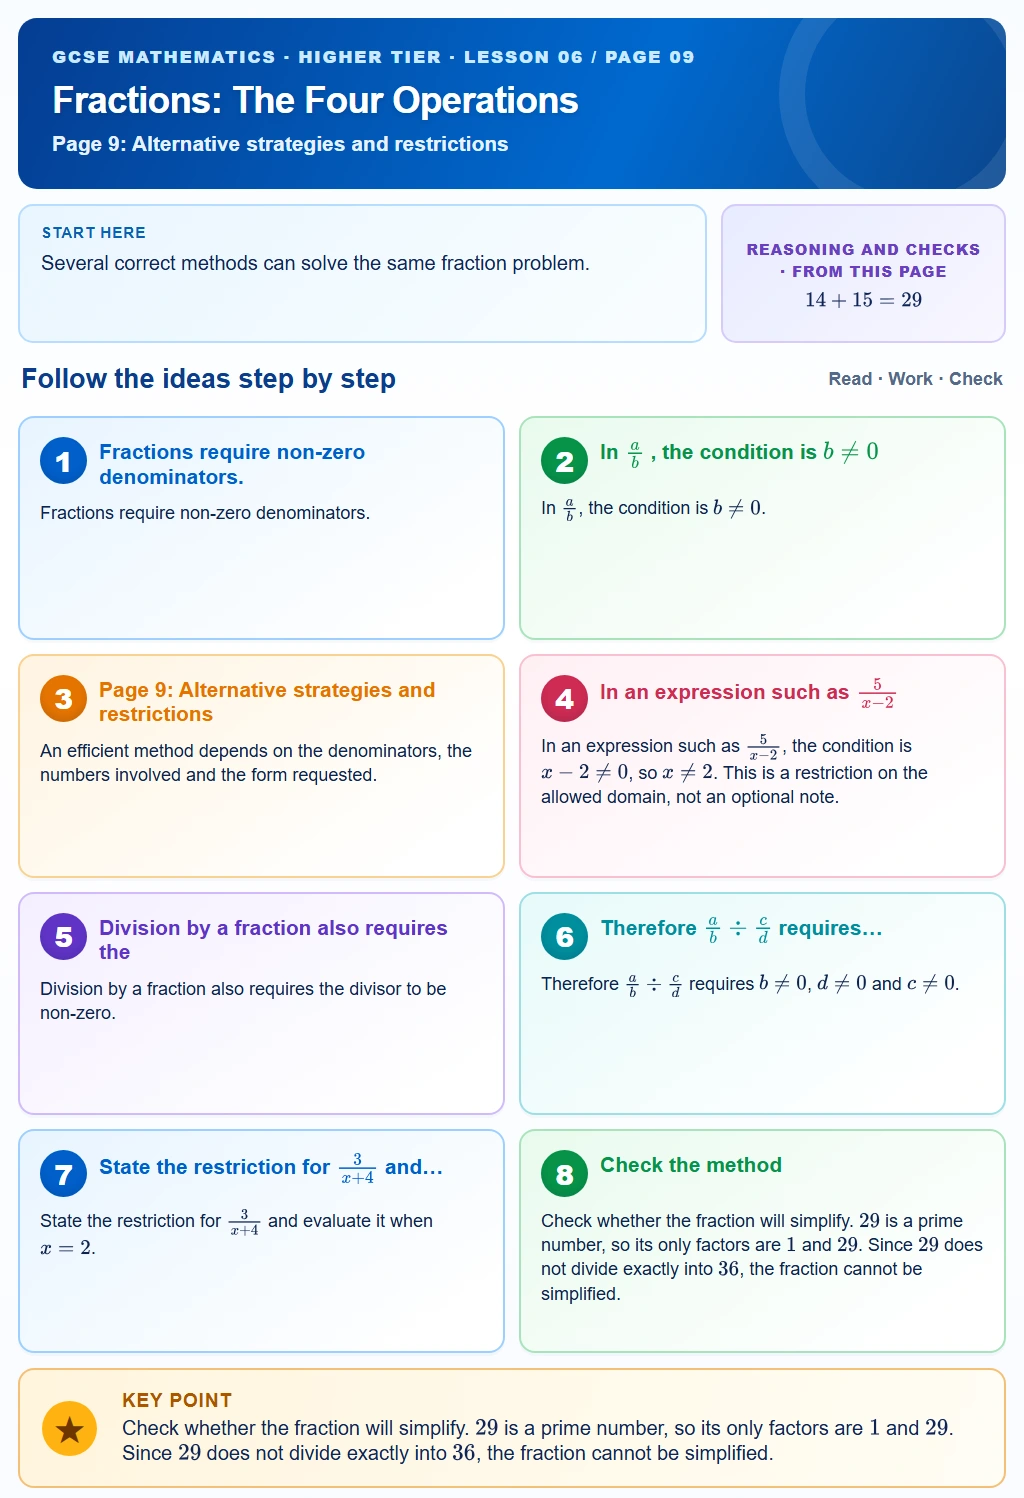 GCSE MATHEMATICS · HIGHER TIER · LESSON 06 / PAGE 09
Fractions: The Four Operations
Page 9: Alternative strategies and restrictions
START HERE
Several correct methods can solve the same fraction problem.
REASONING AND CHECKS
· FROM THIS PAGE
14 + 15 = 29
Follow the ideas step by step
Read · Work · Check
1
Fractions require non-zero
denominators.
Fractions require non-zero denominators.
2
In a/b , the condition is b ≠ 0
In a/b, the condition is b ≠ 0.
3
Page 9: Alternative strategies and
restrictions
An efficient method depends on the denominators, the
numbers involved and the form requested.
4
In an expression such as 5/(x−2)
In an expression such as 5/(x−2), the condition is
x − 2 ≠ 0, so x ≠ 2. This is a restriction on the
allowed domain, not an optional note.
5
Division by a fraction also requires
the
Division by a fraction also requires the divisor to be
non-zero.
6
Therefore a/b ÷ c/d requires...
Therefore a/b ÷ c/d requires b ≠ 0, d ≠ 0 and c ≠ 0.
7
State the restriction for 3/(x+4) and...
State the restriction for 3/(x+4) and evaluate it when
x = 2.
8
Check the method
Check whether the fraction will simplify. 29 is a prime
number, so its only factors are 1 and 29. Since 29 does
not divide exactly into 36, the fraction cannot be
simplified.
KEY POINT
Check whether the fraction will simplify. 29 is a prime number, so its only factors are 1 and 29.
Since 29 does not divide exactly into 36, the fraction cannot be simplified.